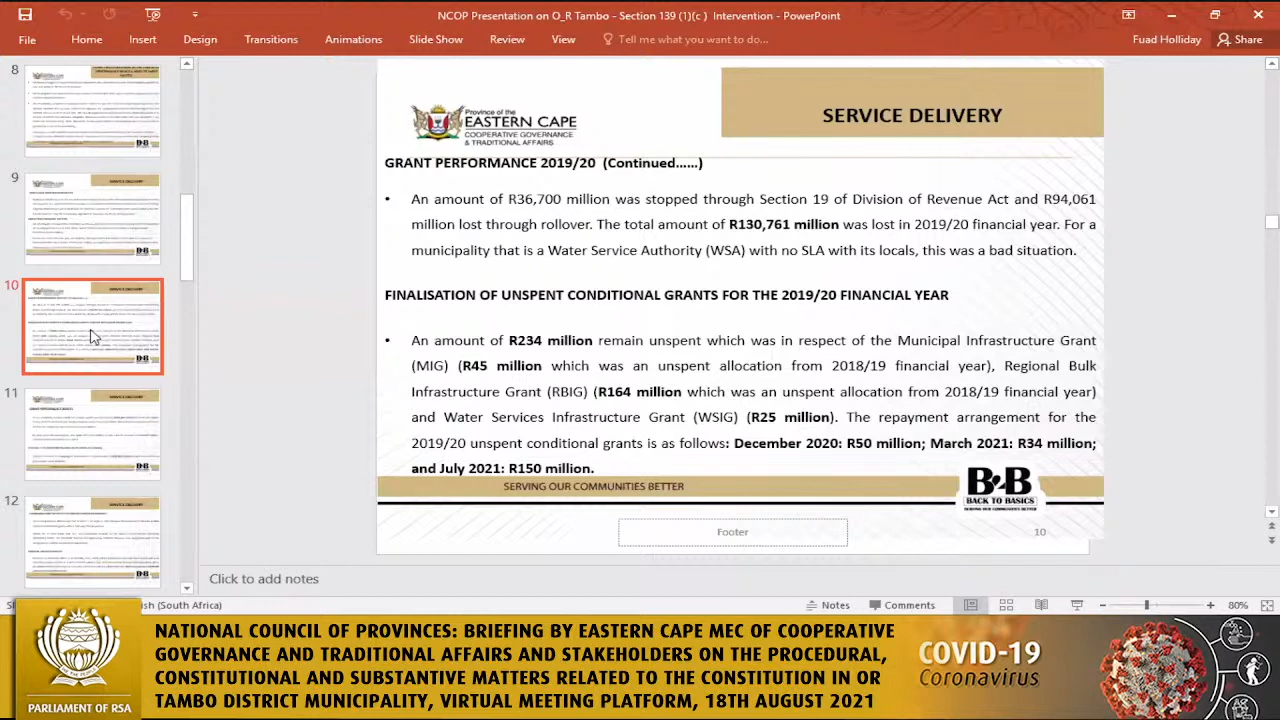 NCOP Presentation on O_R Tambo - Section 139 (1)(c ) Intervention - PowerPoint
File Home Insert Design Transitions Animations Slide Show Review View Tell me what you want to do... Fuad Holliday Share
8
9
10
11
12
Province of the
EASTERN CAPE
COOPERATIVE GOVERNANCE
& TRADITIONAL AFFAIRS
SERVICE DELIVERY
GRANT PERFORMANCE 2019/20 (Continued......)
• An amount of R36,700 million was stopped through Section 19 of Division of Revenue Act and R94,061
million lost through rollover. The total amount of R130,761 million was lost in 2019/20 financial year. For a
municipality that is a Water Service Authority (WSA) with no SLA with its locals, this was a bad situation.
FINALISATION OF UNSPENT CONDITIONAL GRANTS FOR THE 2019/20 FINANCIAL YEAR
• An amount of R234 million remain unspent which was in respect of the Municipal Infrastructure Grant
(MIG) (R45 million which was an unspent allocation from 2018/19 financial year), Regional Bulk
Infrastructure Grant (RBIG) (R164 million which was an unspent allocation from 2018/19 financial year)
and Water Services Infrastructure Grant (WSIG) million). The repayment arrangement for the
2019/20 unspent conditional grants is as follows: 2020: R50 million; March 2021: R34 million;
and July 2021: R150 million.
SERVING OUR COMMUNITIES BETTER
B2B
BACK TO BASICS
SERVING OUR COMMUNITIES BETTER
Footer
10
Click to add notes
(South Africa) Notes Comments 80%
PARLIAMENT OF RSA
NATIONAL COUNCIL OF PROVINCES: BRIEFING BY EASTERN CAPE MEC OF COOPERATIVE
GOVERNANCE AND TRADITIONAL AFFAIRS AND STAKEHOLDERS ON THE PROCEDURAL,
CONSTITUTIONAL AND SUBSTANTIVE MATTERS RELATED TO THE CONSTITUTION IN OR
TAMBO DISTRICT MUNICIPALITY, VIRTUAL MEETING PLATFORM, 18TH AUGUST 2021
COVID-19
Coronavirus